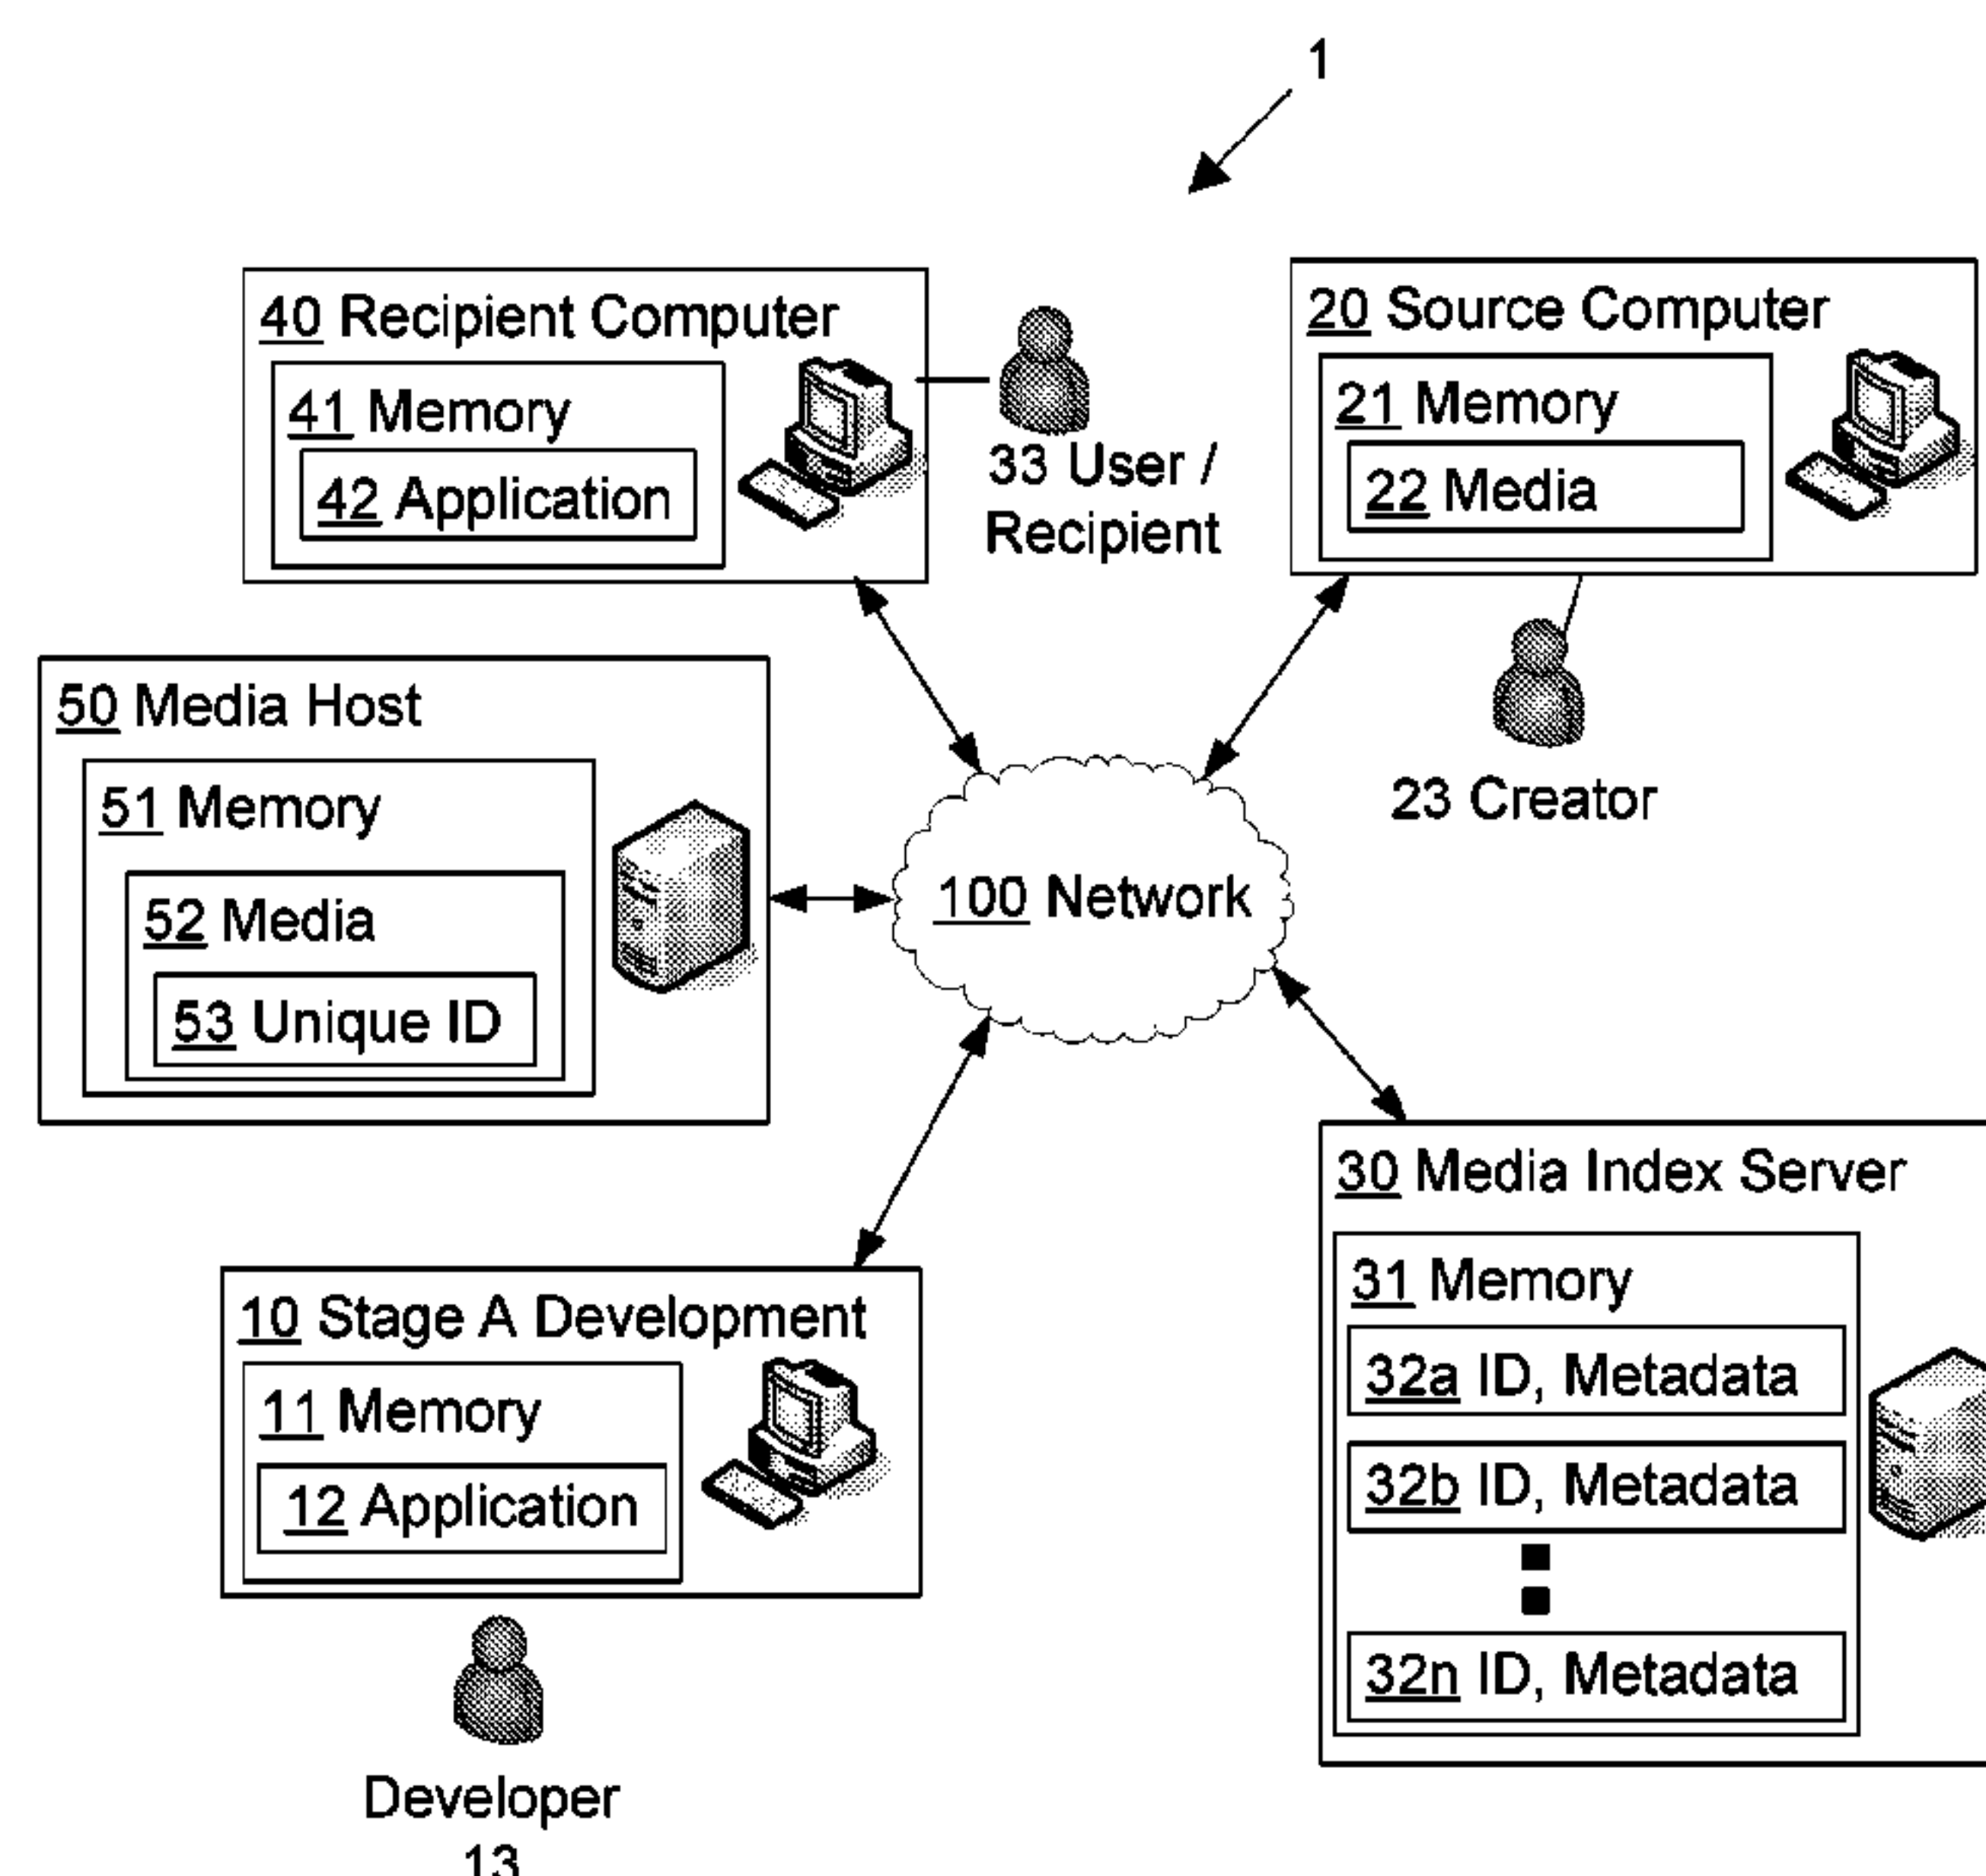 1
40 Recipient Computer
41 Memory
42 Application
33 User /
Recipient
20 Source Computer
21 Memory
22 Media
23 Creator
50 Media Host
51 Memory
52 Media
53 Unique ID
100 Network
10 Stage A Development
11 Memory
12 Application
Developer
13
30 Media Index Server
31 Memory
32a ID, Metadata
32b ID, Metadata
32n ID, Metadata